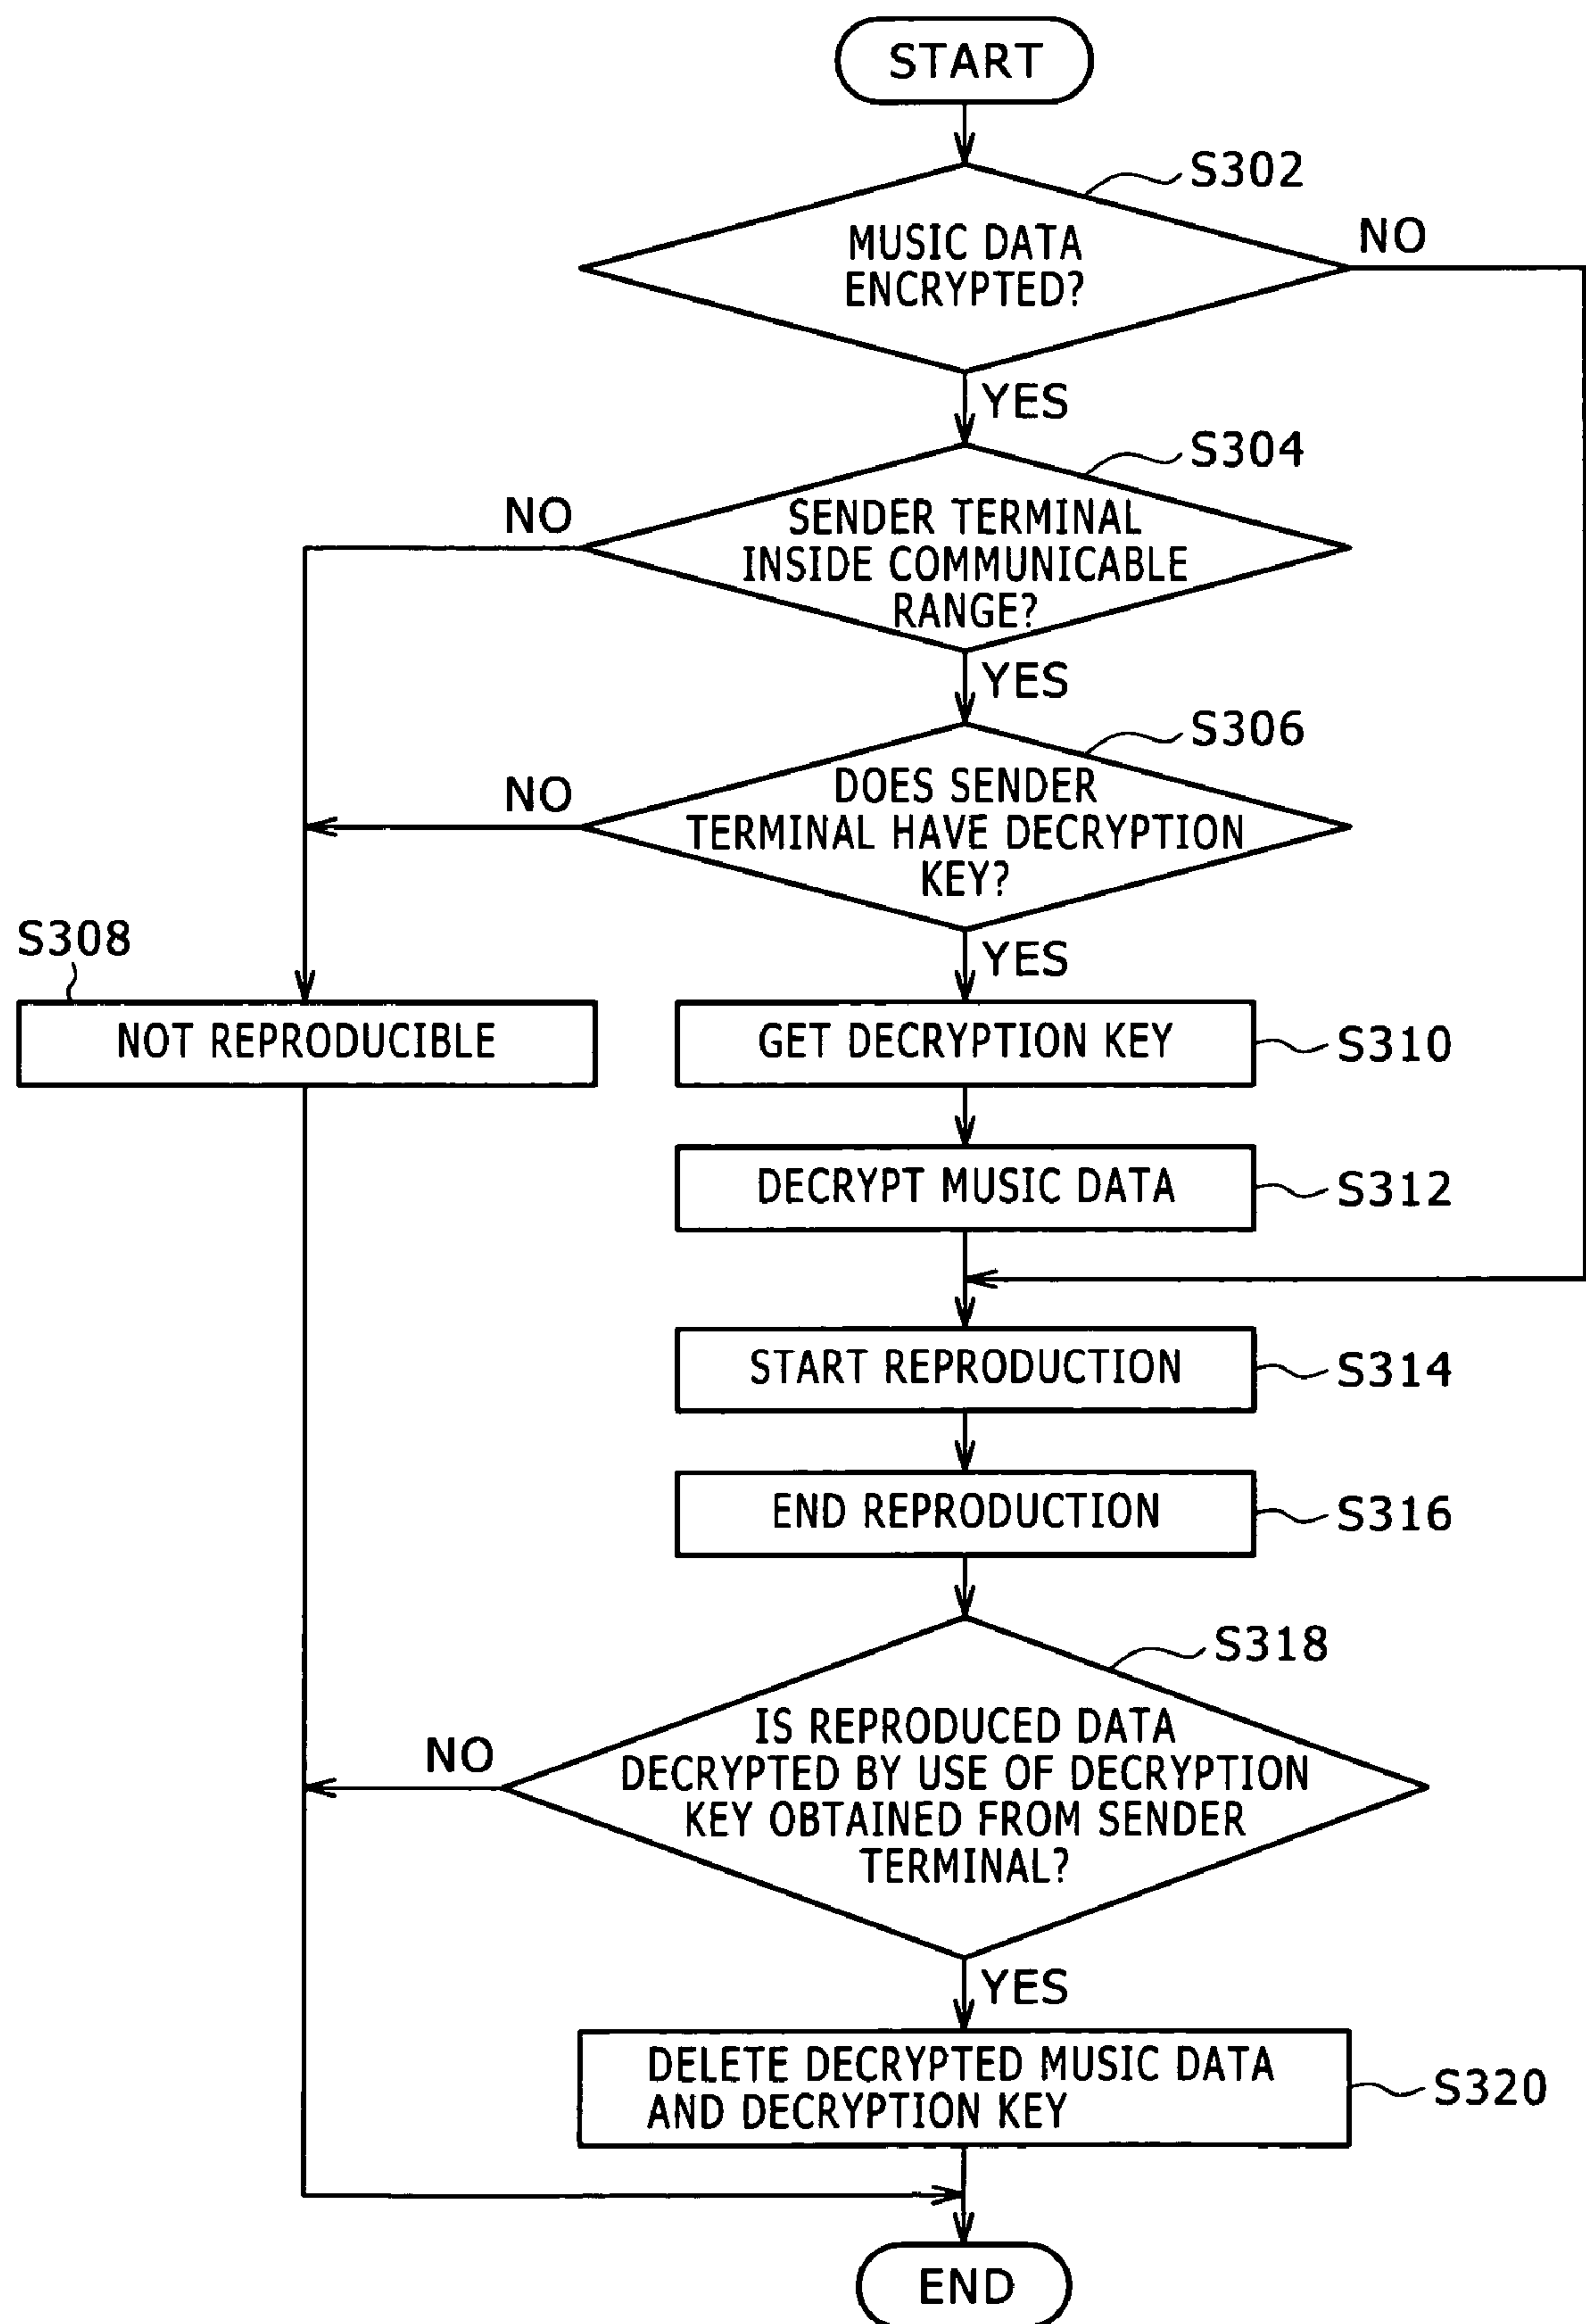 START
S302
MUSIC DATA
ENCRYPTED?
NO
YES
S304
NO
SENDER TERMINAL
INSIDE COMMUNICABLE
RANGE?
YES
S306
NO
DOES SENDER
TERMINAL HAVE DECRYPTION
KEY?
YES
S308
NOT REPRODUCIBLE
GET DECRYPTION KEY
S310
DECRYPT MUSIC DATA
S312
START REPRODUCTION
S314
END REPRODUCTION
S316
S318
NO
IS REPRODUCED DATA
DECRYPTED BY USE OF DECRYPTION
KEY OBTAINED FROM SENDER
TERMINAL?
YES
DELETE DECRYPTED MUSIC DATA
AND DECRYPTION KEY
S320
END